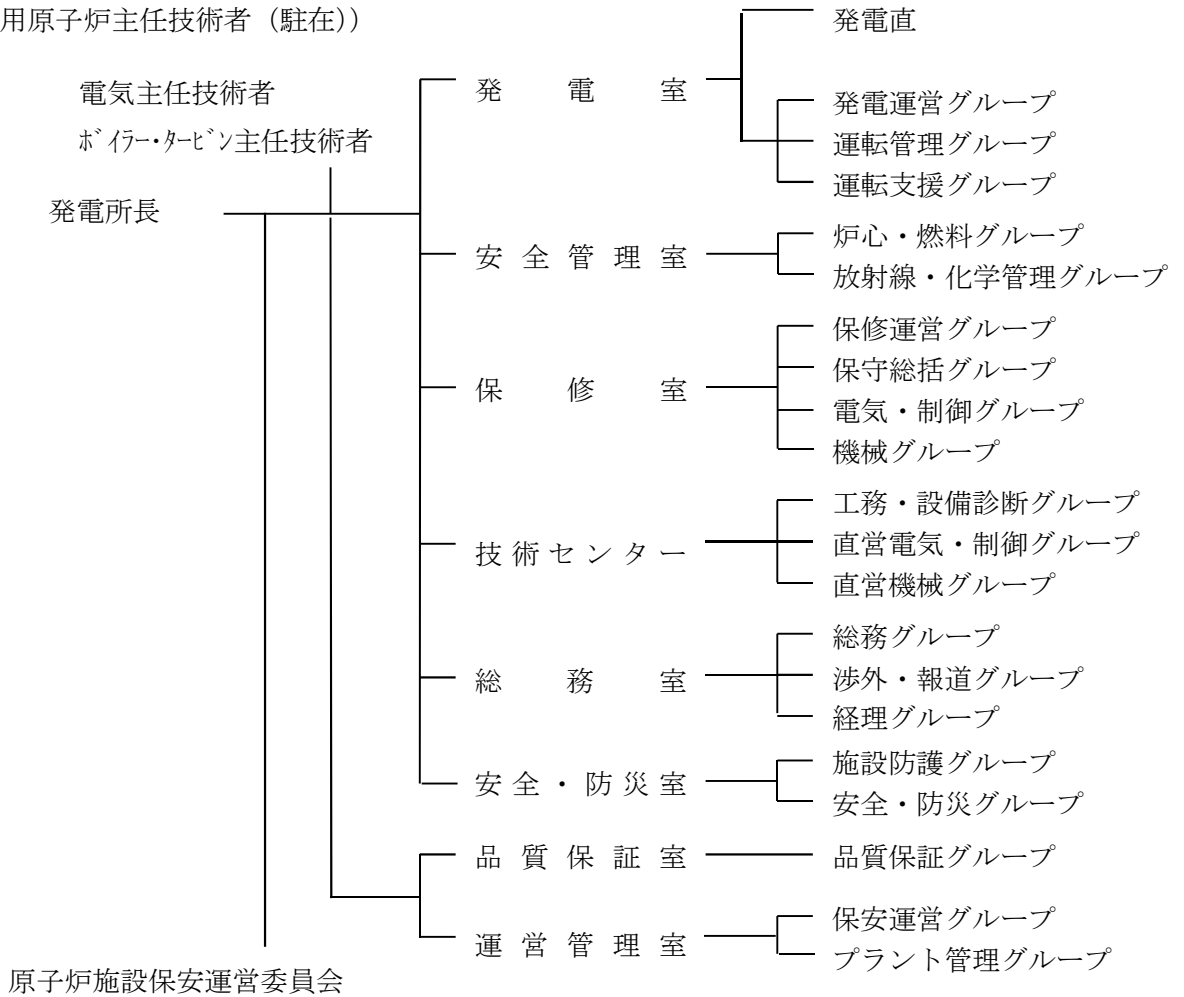 用原子炉主任技術者（駐在））
発電直
電気主任技術者
ﾎﾞｲﾗｰ・ﾀｰﾋﾞﾝ主任技術者
発電所長
発電室
発電運営グループ
運転管理グループ
運転支援グループ
安全管理室
炉心・燃料グループ
放射線・化学管理グループ
保修室
保修運営グループ
保守総括グループ
電気・制御グループ
機械グループ
技術センター
工務・設備診断グループ
直営電気・制御グループ
直営機械グループ
総務室
総務グループ
渉外・報道グループ
経理グループ
安全・防災室
施設防護グループ
安全・防災グループ
品質保証室
品質保証グループ
運営管理室
保安運営グループ
プラント管理グループ
原子炉施設保安運営委員会